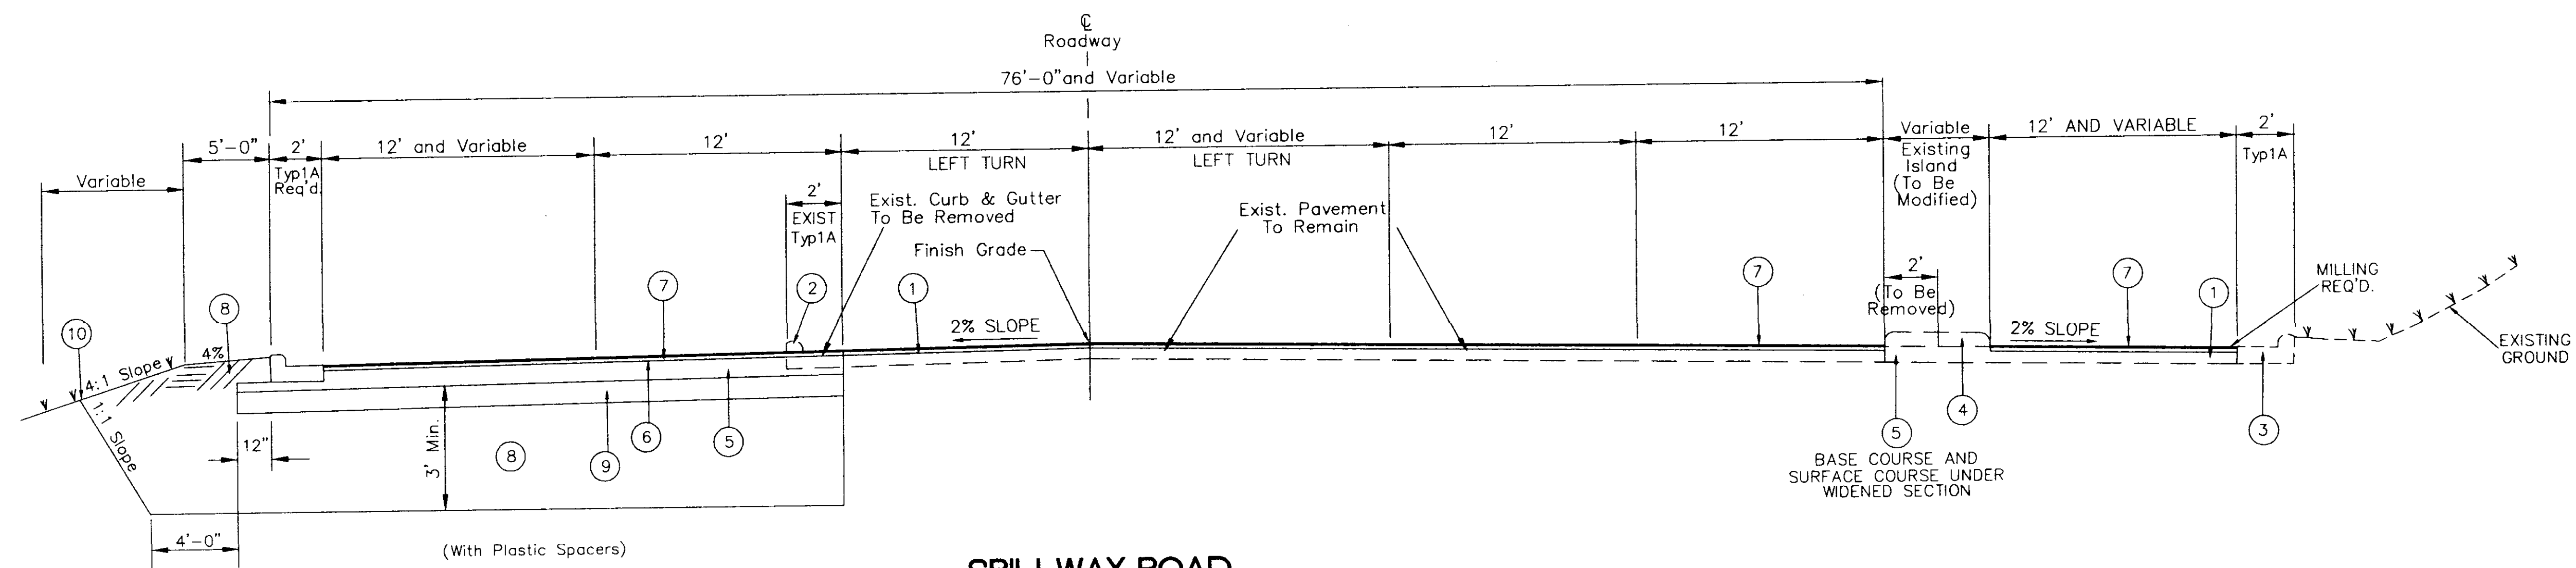 ℄
Roadway
76'-0"and Variable
Variable
5'-0"
2'
Typ1A
Req'd.
12' and Variable
12'
12'
LEFT TURN
12' and Variable
LEFT TURN
12'
12'
Variable
Existing
Island
(To Be
Modified)
12' AND VARIABLE
2'
Typ1A
2'
EXIST
Typ1A
Exist. Curb & Gutter
To Be Removed
Finish Grade
Exist. Pavement
To Remain
2'
(To Be
Removed)
MILLING
REQ'D.
EXISTING
GROUND
10
8
7
2
1
7
7
1
4%
4:1 Slope
1:1 Slope
2% SLOPE
2% SLOPE
12"
3' Min.
8
9
6
5
5
4
3
BASE COURSE AND
SURFACE COURSE UNDER
WIDENED SECTION
4'-0"
(With Plastic Spacers)
SPILLWAY ROAD